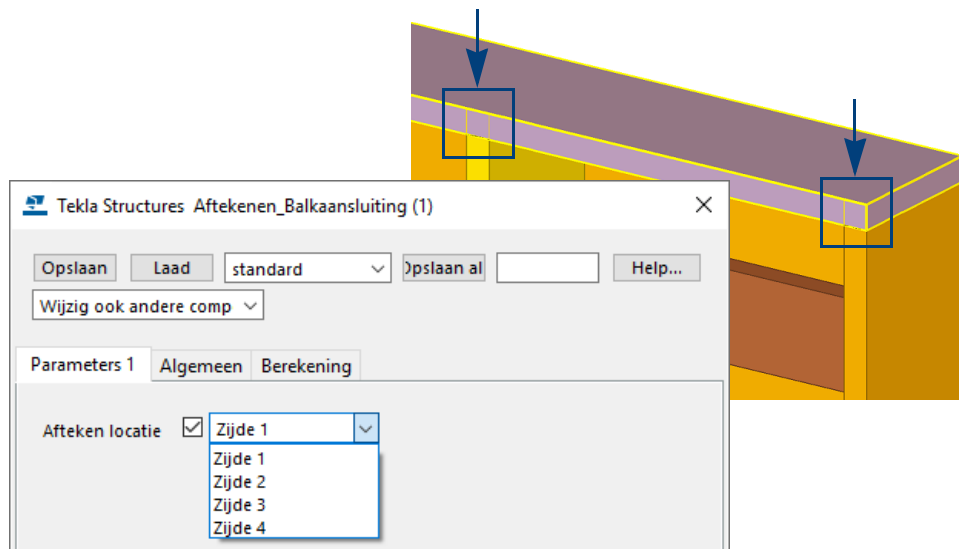 Tekla Structures Aftekenen_Balkaansluiting (1)
Opslaan Laad standard Opslaan al Help...
Wijzig ook andere comp
Parameters 1 Algemeen Berekening
Afteken locatie Zijde 1
Zijde 1
Zijde 2
Zijde 3
Zijde 4